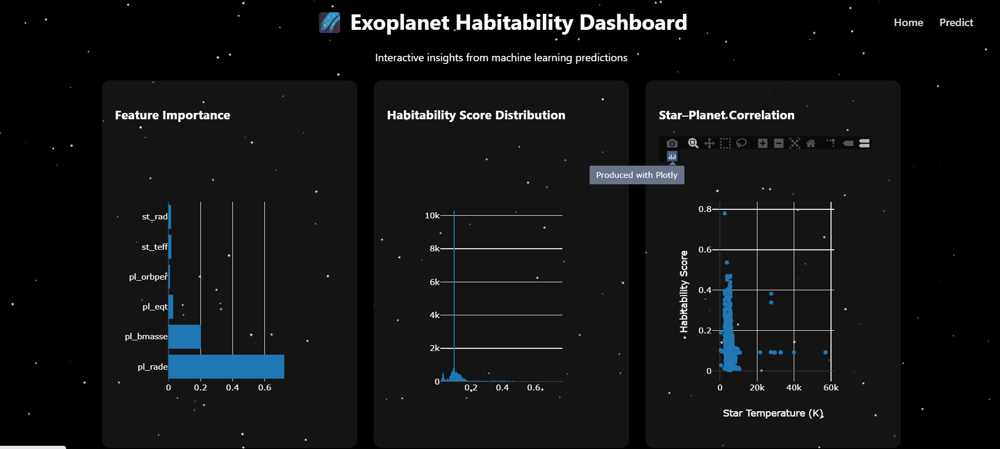 Exoplanet Habitability Dashboard
Home
Predict
Interactive insights from machine learning predictions
Feature Importance
st_rad
st_teff
pl_orbper
pl_eqt
pl_bmasse
pl_rade
0
0.2
0.4
0.6
Habitability Score Distribution
10k
8k
6k
4k
2k
0
0.2
0.4
0.6
Star–Planet Correlation
Produced with Plotly
0.8
0.6
0.4
0.2
0
Habitability Score
0
20k
40k
60k
Star Temperature (K)